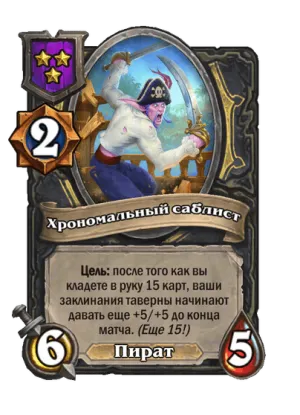 2
Хрономальный саблист
Цель: после того как вы
кладете в руку 15 карт, ваши
заклинания таверны начинают
давать еще +5/+5 до конца
матча. (Еще 15!)
6
Пират
5